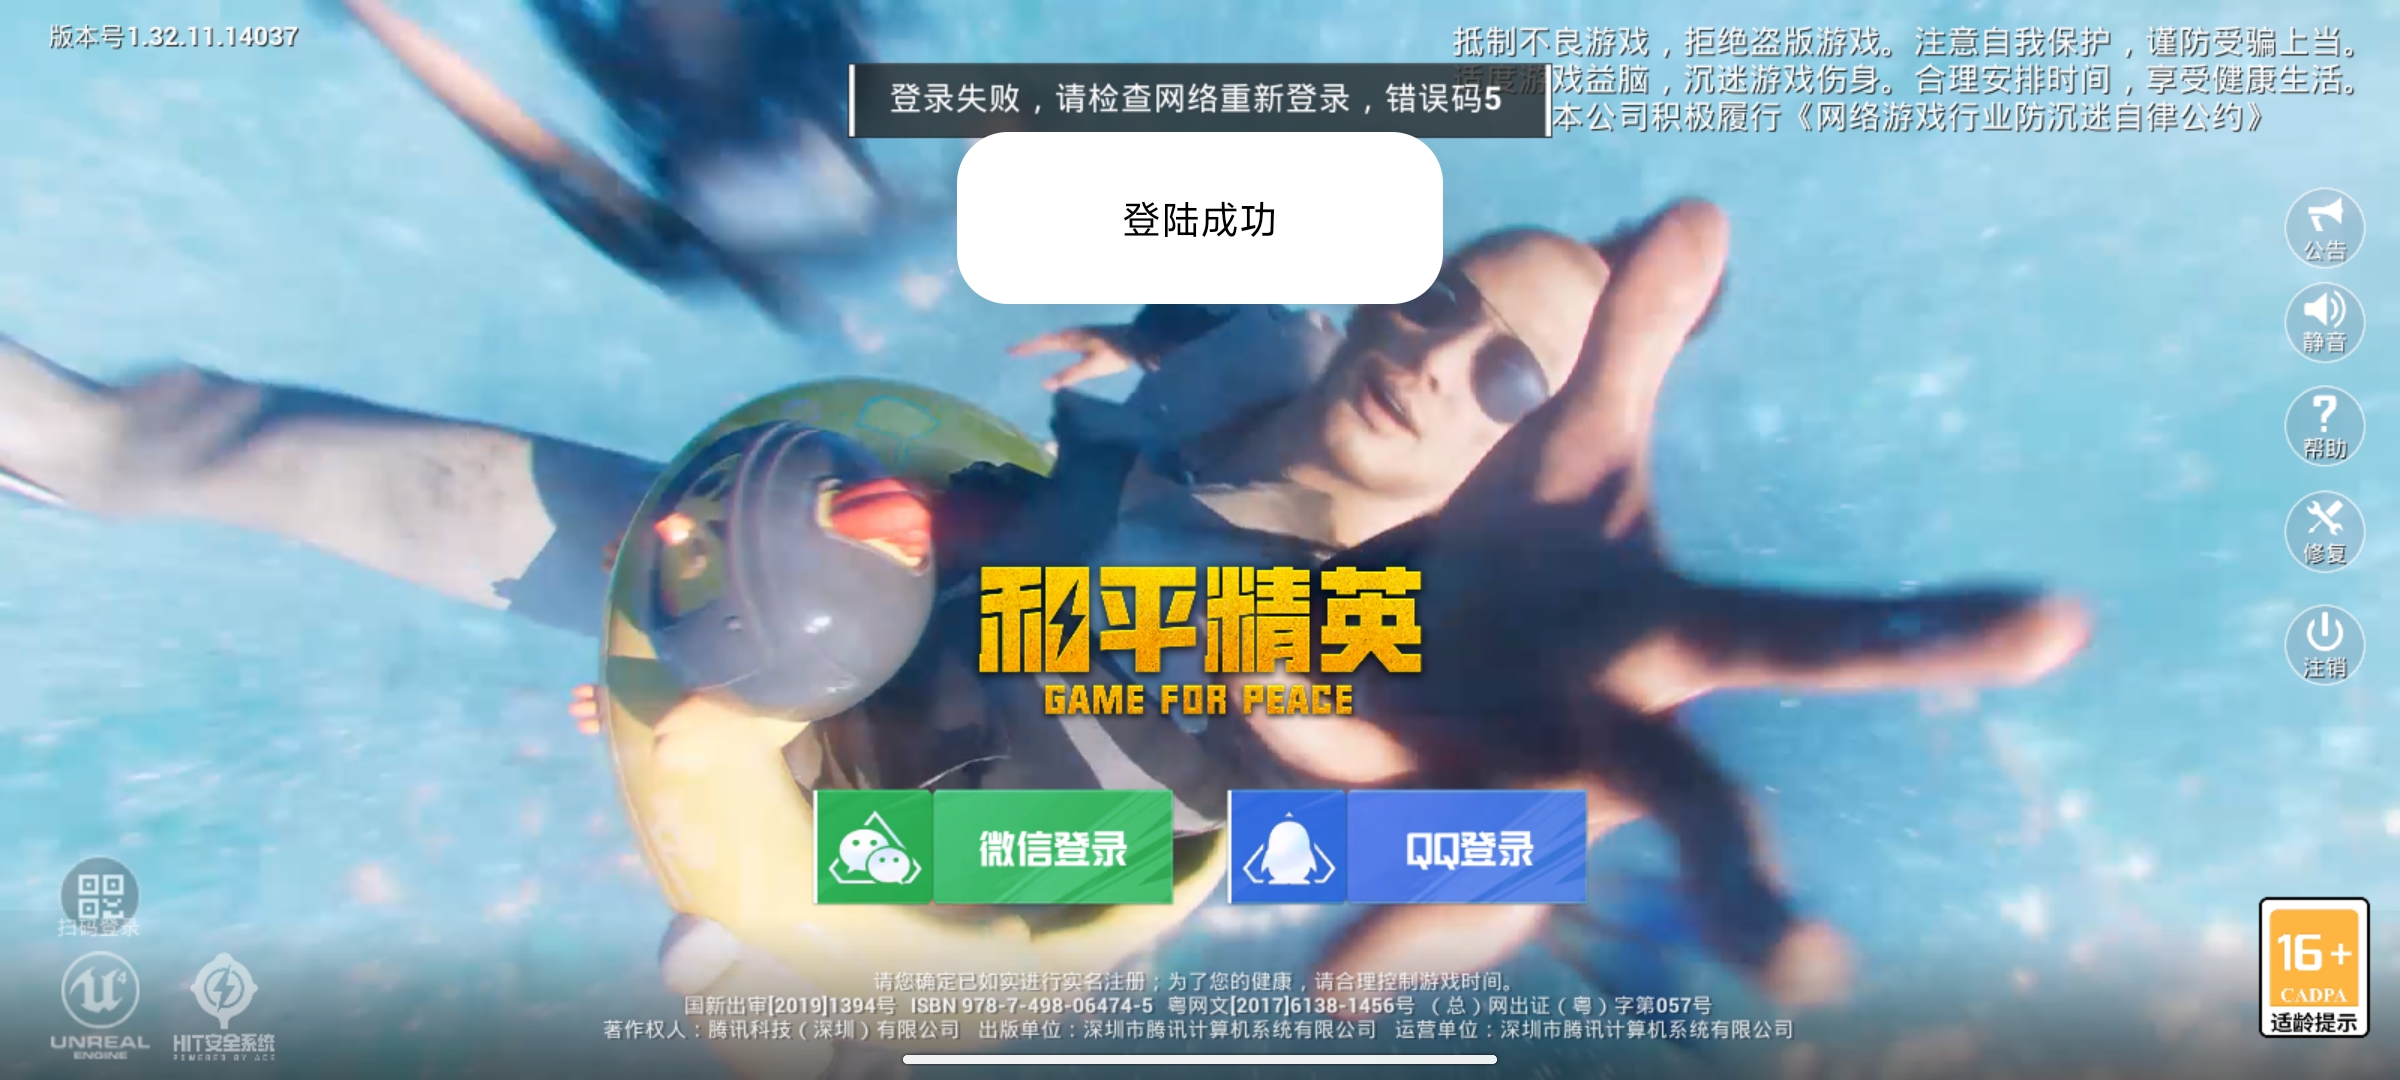 版本号1.32.11.14037
抵制不良游戏，拒绝盗版游戏。注意自我保护，谨防受骗上当。
适度游戏益脑，沉迷游戏伤身。合理安排时间，享受健康生活。
本公司积极履行《网络游戏行业防沉迷自律公约》
登录失败，请检查网络重新登录，错误码5
登陆成功
公告
静音
帮助
修复
注销
和平精英
GAME FOR PEACE
微信登录
QQ登录
扫码登录
UNREAL
ENGINE
HIT安全系统
POWERED BY ACE
请您确定已如实进行实名注册；为了您的健康，请合理控制游戏时间。
国新出审[2019]1394号 ISBN 978-7-498-06474-5 粤网文[2017]6138-1456号 （总）网出证（粤）字第057号
著作权人：腾讯科技（深圳）有限公司 出版单位：深圳市腾讯计算机系统有限公司 运营单位：深圳市腾讯计算机系统有限公司
16+
CADPA
适龄提示